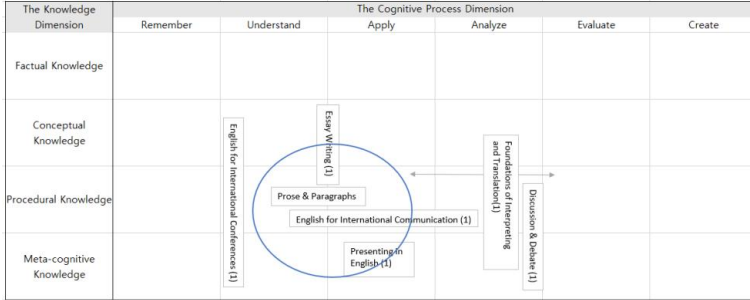 The Knowledge
Dimension
The Cognitive Process Dimension
Remember
Understand
Apply
Analyze
Evaluate
Create
Factual Knowledge
Conceptual
Knowledge
Procedural Knowledge
Meta-cognitive
Knowledge
English for International Conferences (1)
Essay Writing (1)
Prose & Paragraphs
English for International Communication (1)
Presenting in
English (1)
Foundations of Interpreting
and Translation(1)
Discussion & Debate (1)